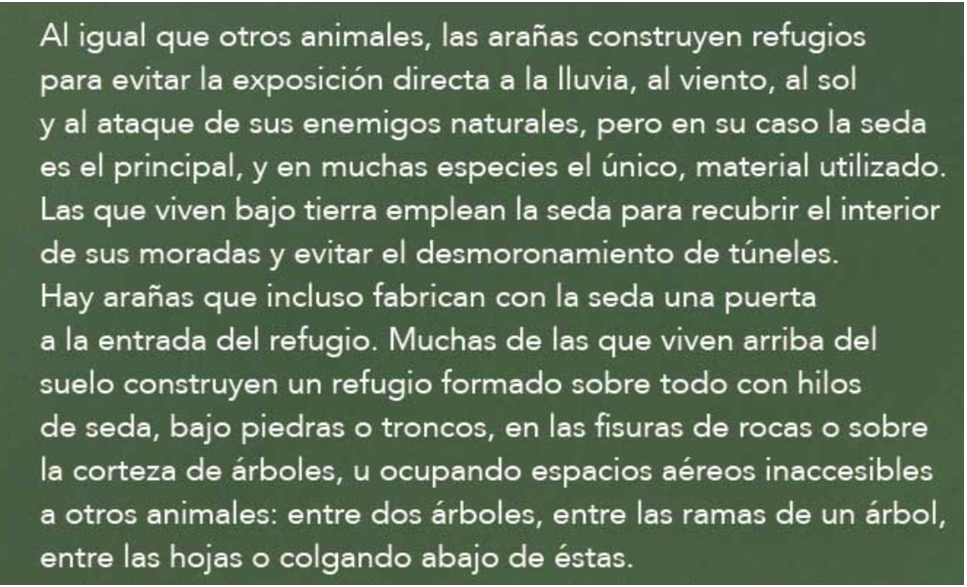 Al igual que otros animales, las arañas construyen refugios
para evitar la exposición directa a la lluvia, al viento, al sol
y al ataque de sus enemigos naturales, pero en su caso la seda
es el principal, y en muchas especies el único, material utilizado.
Las que viven bajo tierra emplean la seda para recubrir el interior
de sus moradas y evitar el desmoronamiento de túneles.
Hay arañas que incluso fabrican con la seda una puerta
a la entrada del refugio. Muchas de las que viven arriba del
suelo construyen un refugio formado sobre todo con hilos
de seda, bajo piedras o troncos, en las fisuras de rocas o sobre
la corteza de árboles, u ocupando espacios aéreos inaccesibles
a otros animales: entre dos árboles, entre las ramas de un árbol,
entre las hojas o colgando abajo de éstas.